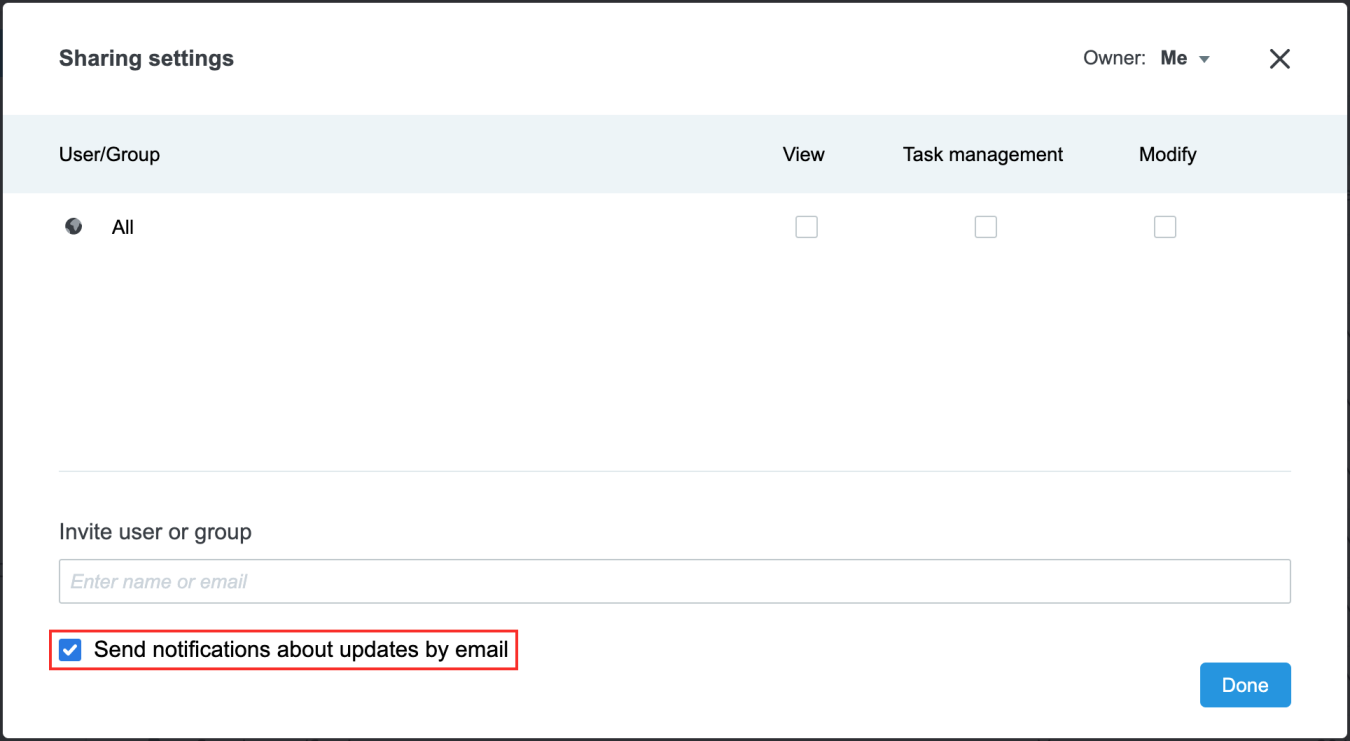 Sharing settings
Owner: Me
User/Group View Task management Modify
All
Invite user or group
Enter name or email
Send notifications about updates by email
Done